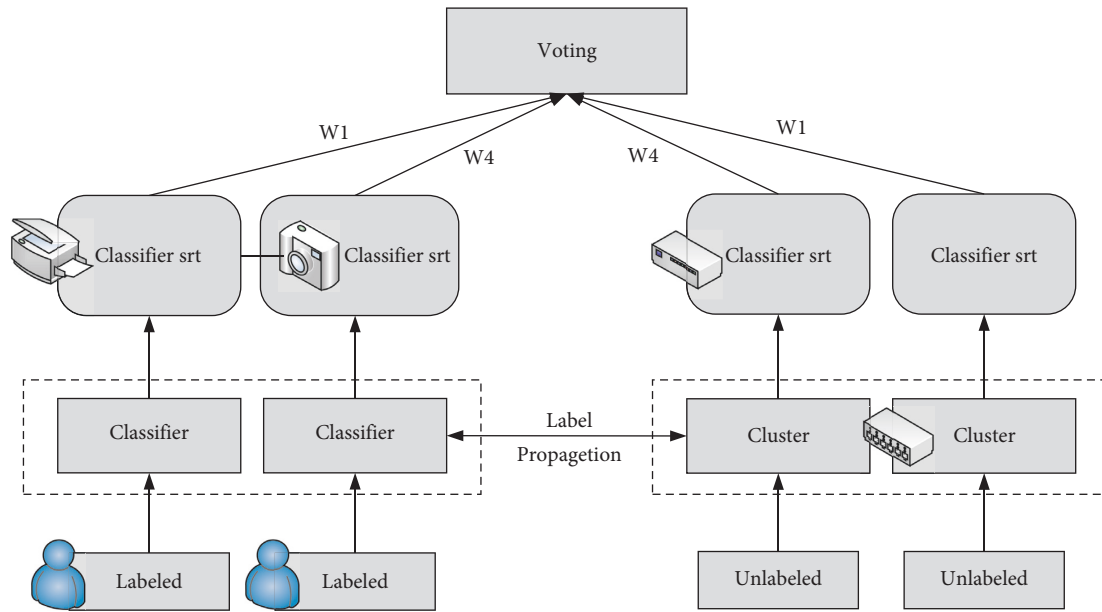 Voting
W1
W4
W4
W1
Classifier srt
Classifier srt
Classifier srt
Classifier srt
Classifier
Classifier
Label
Propagetion
Cluster
Cluster
Labeled
Labeled
Unlabeled
Unlabeled